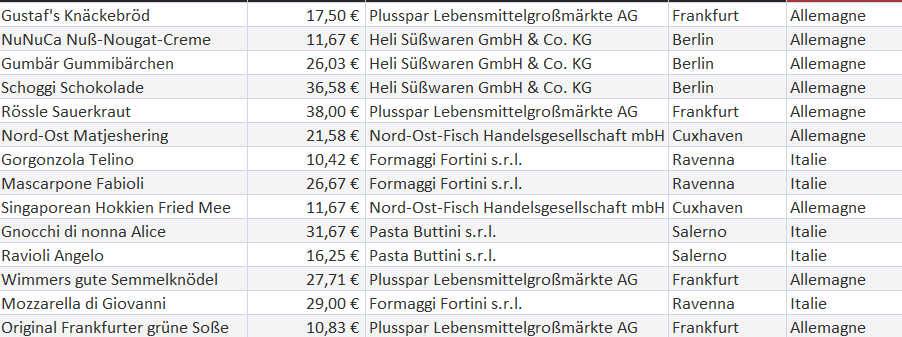 Gustaf's Knäckebröd 17,50 € Plusspar Lebensmittelgroßmärkte AG Frankfurt Allemagne
NuNuCa Nuß-Nougat-Creme 11,67 € Heli Süßwaren GmbH & Co. KG Berlin Allemagne
Gumbär Gummibärchen 26,03 € Heli Süßwaren GmbH & Co. KG Berlin Allemagne
Schoggi Schokolade 36,58 € Heli Süßwaren GmbH & Co. KG Berlin Allemagne
Rössle Sauerkraut 38,00 € Plusspar Lebensmittelgroßmärkte AG Frankfurt Allemagne
Nord-Ost Matjeshering 21,58 € Nord-Ost-Fisch Handelsgesellschaft mbH Cuxhaven Allemagne
Gorgonzola Telino 10,42 € Formaggi Fortini s.r.l. Ravenna Italie
Mascarpone Fabioli 26,67 € Formaggi Fortini s.r.l. Ravenna Italie
Singaporean Hokkien Fried Mee 11,67 € Nord-Ost-Fisch Handelsgesellschaft mbH Cuxhaven Allemagne
Gnocchi di nonna Alice 31,67 € Pasta Buttini s.r.l. Salerno Italie
Ravioli Angelo 16,25 € Pasta Buttini s.r.l. Salerno Italie
Wimmers gute Semmelknödel 27,71 € Plusspar Lebensmittelgroßmärkte AG Frankfurt Allemagne
Mozzarella di Giovanni 29,00 € Formaggi Fortini s.r.l. Ravenna Italie
Original Frankfurter grüne Soße 10,83 € Plusspar Lebensmittelgroßmärkte AG Frankfurt Allemagne